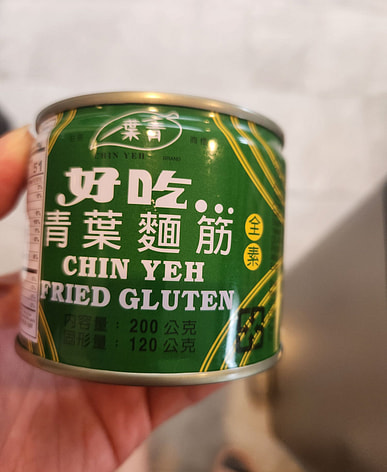 青葉
CHIN YEH
好吃...
青葉麵筋
全素
CHIN YEH
FRIED GLUTEN
內容量：200公克
固形量：120公克